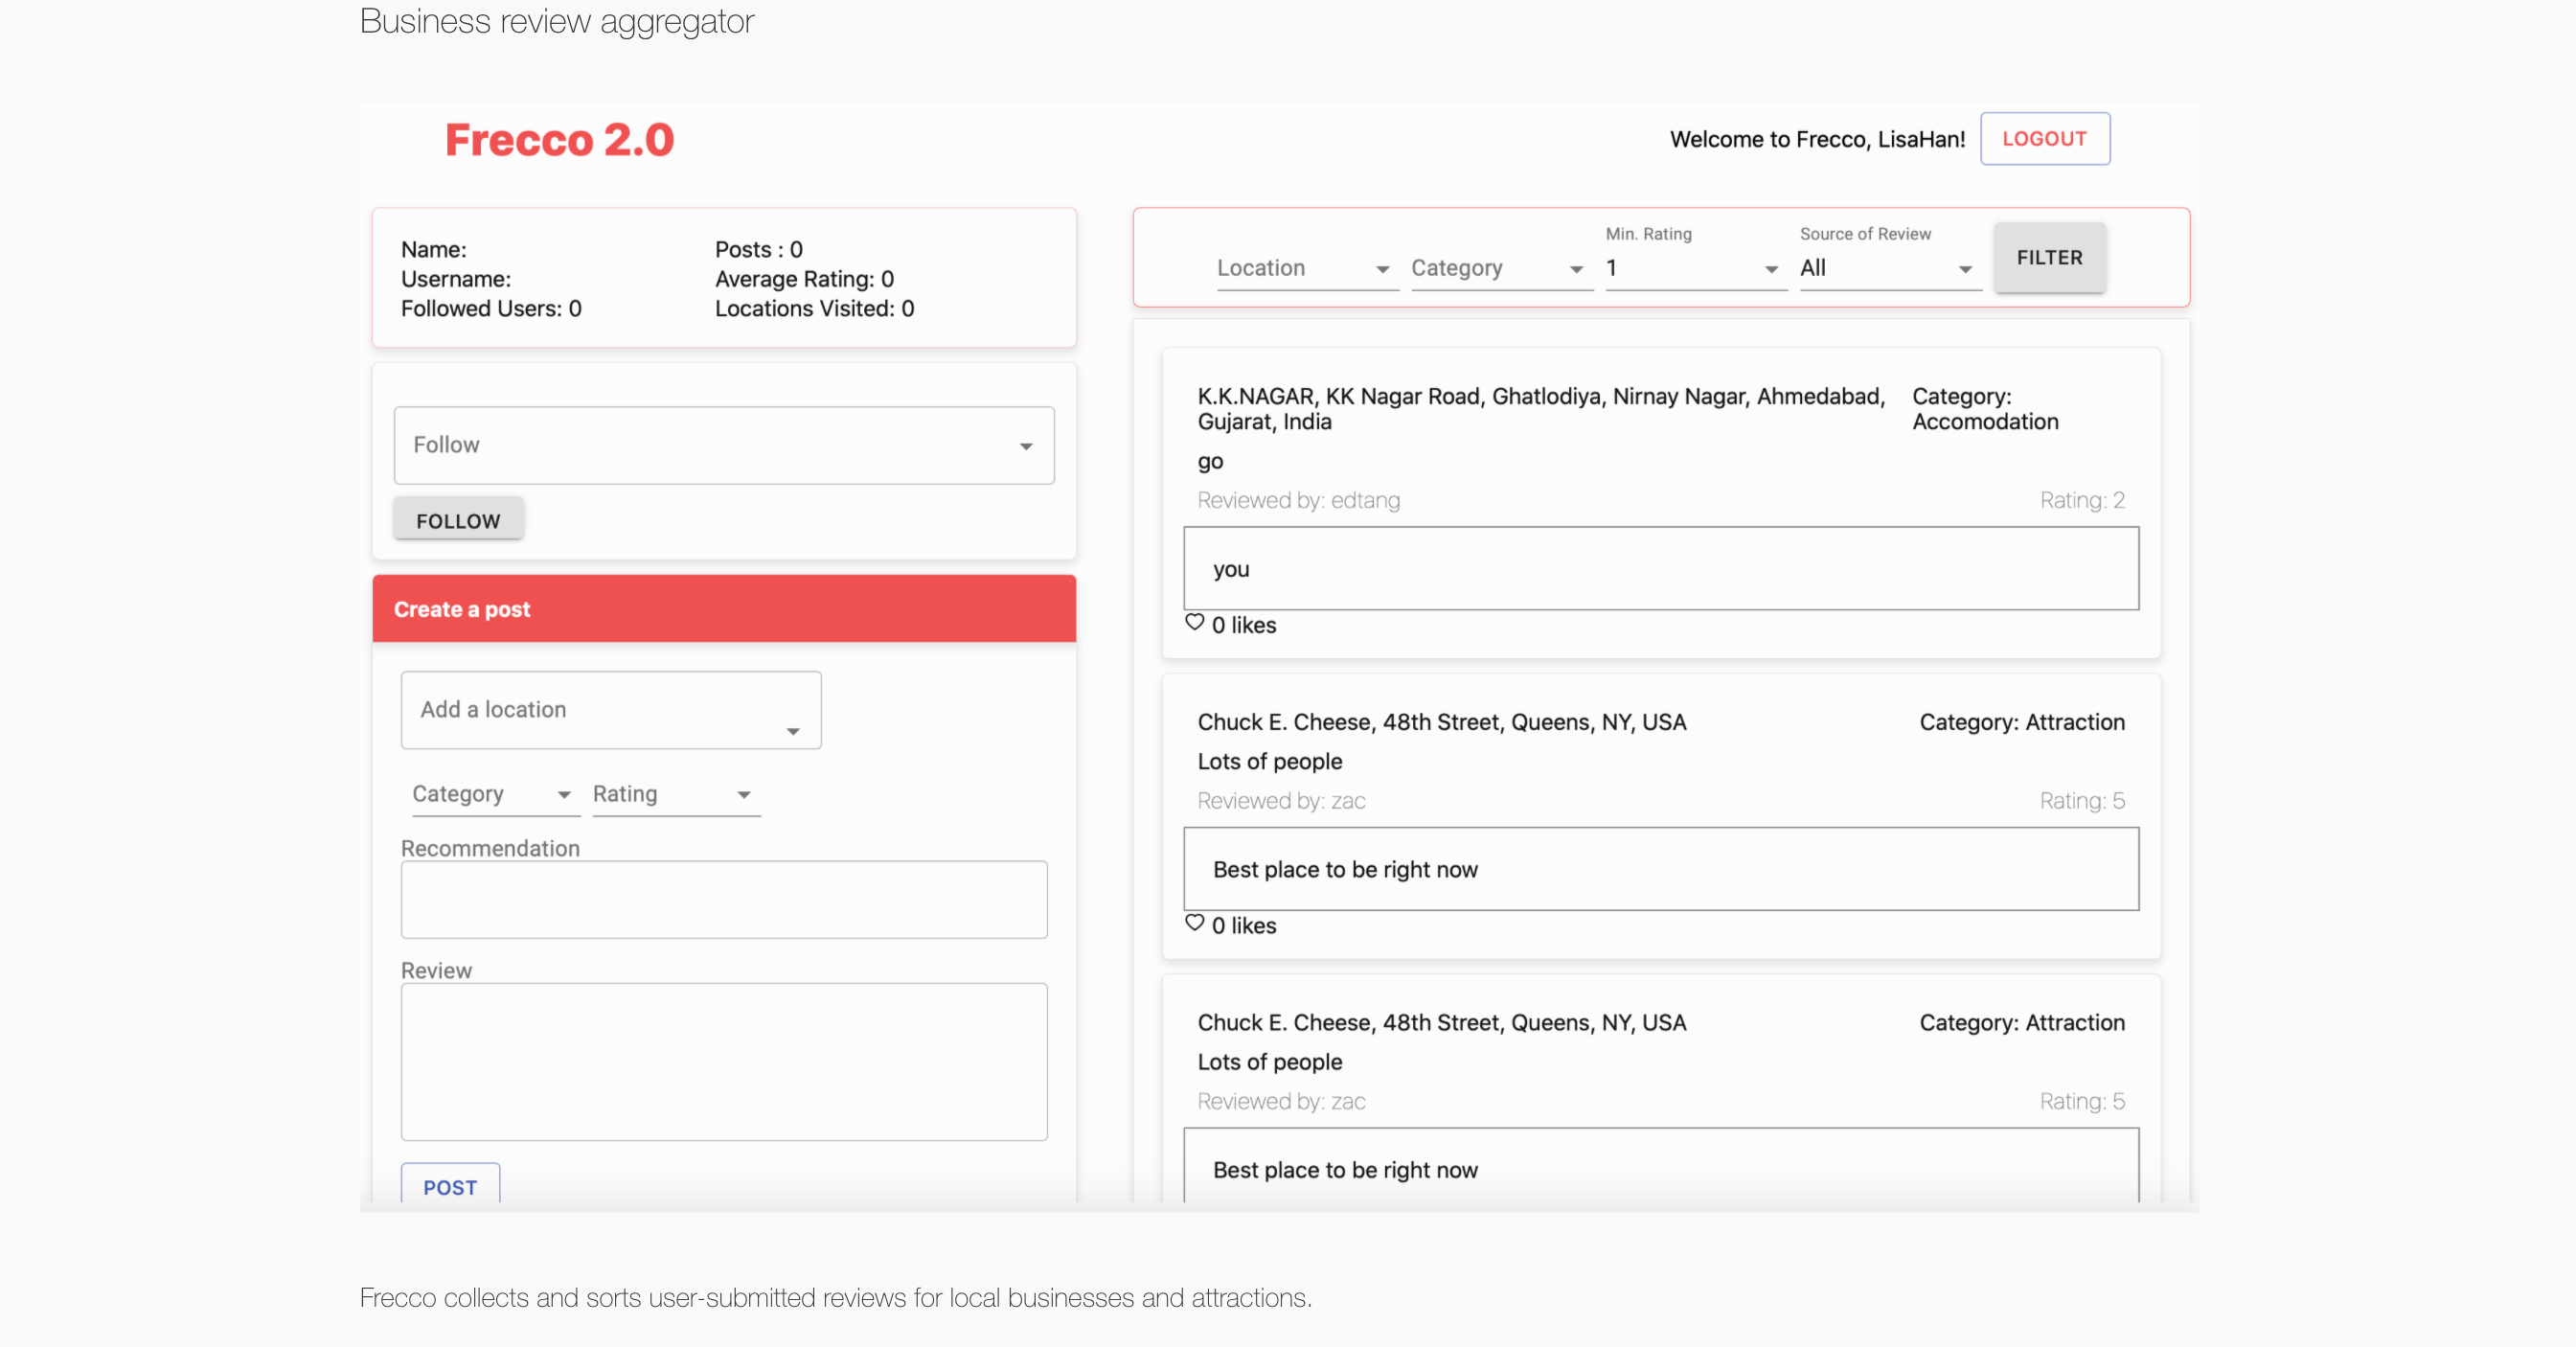 Business review aggregator
Frecco 2.0
Welcome to Frecco, LisaHan!
LOGOUT
Name:
Username:
Followed Users: 0
Posts : 0
Average Rating: 0
Locations Visited: 0
Follow
FOLLOW
Create a post
Add a location
Category
Rating
Recommendation
Review
POST
Location
Category
Min. Rating
1
Source of Review
All
FILTER
K.K.NAGAR, KK Nagar Road, Ghatlodiya, Nirnay Nagar, Ahmedabad,
Gujarat, India
Category:
Accomodation
go
Reviewed by: edtang
Rating: 2
you
0 likes
Chuck E. Cheese, 48th Street, Queens, NY, USA
Category: Attraction
Lots of people
Reviewed by: zac
Rating: 5
Best place to be right now
0 likes
Chuck E. Cheese, 48th Street, Queens, NY, USA
Category: Attraction
Lots of people
Reviewed by: zac
Rating: 5
Best place to be right now
Frecco collects and sorts user-submitted reviews for local businesses and attractions.